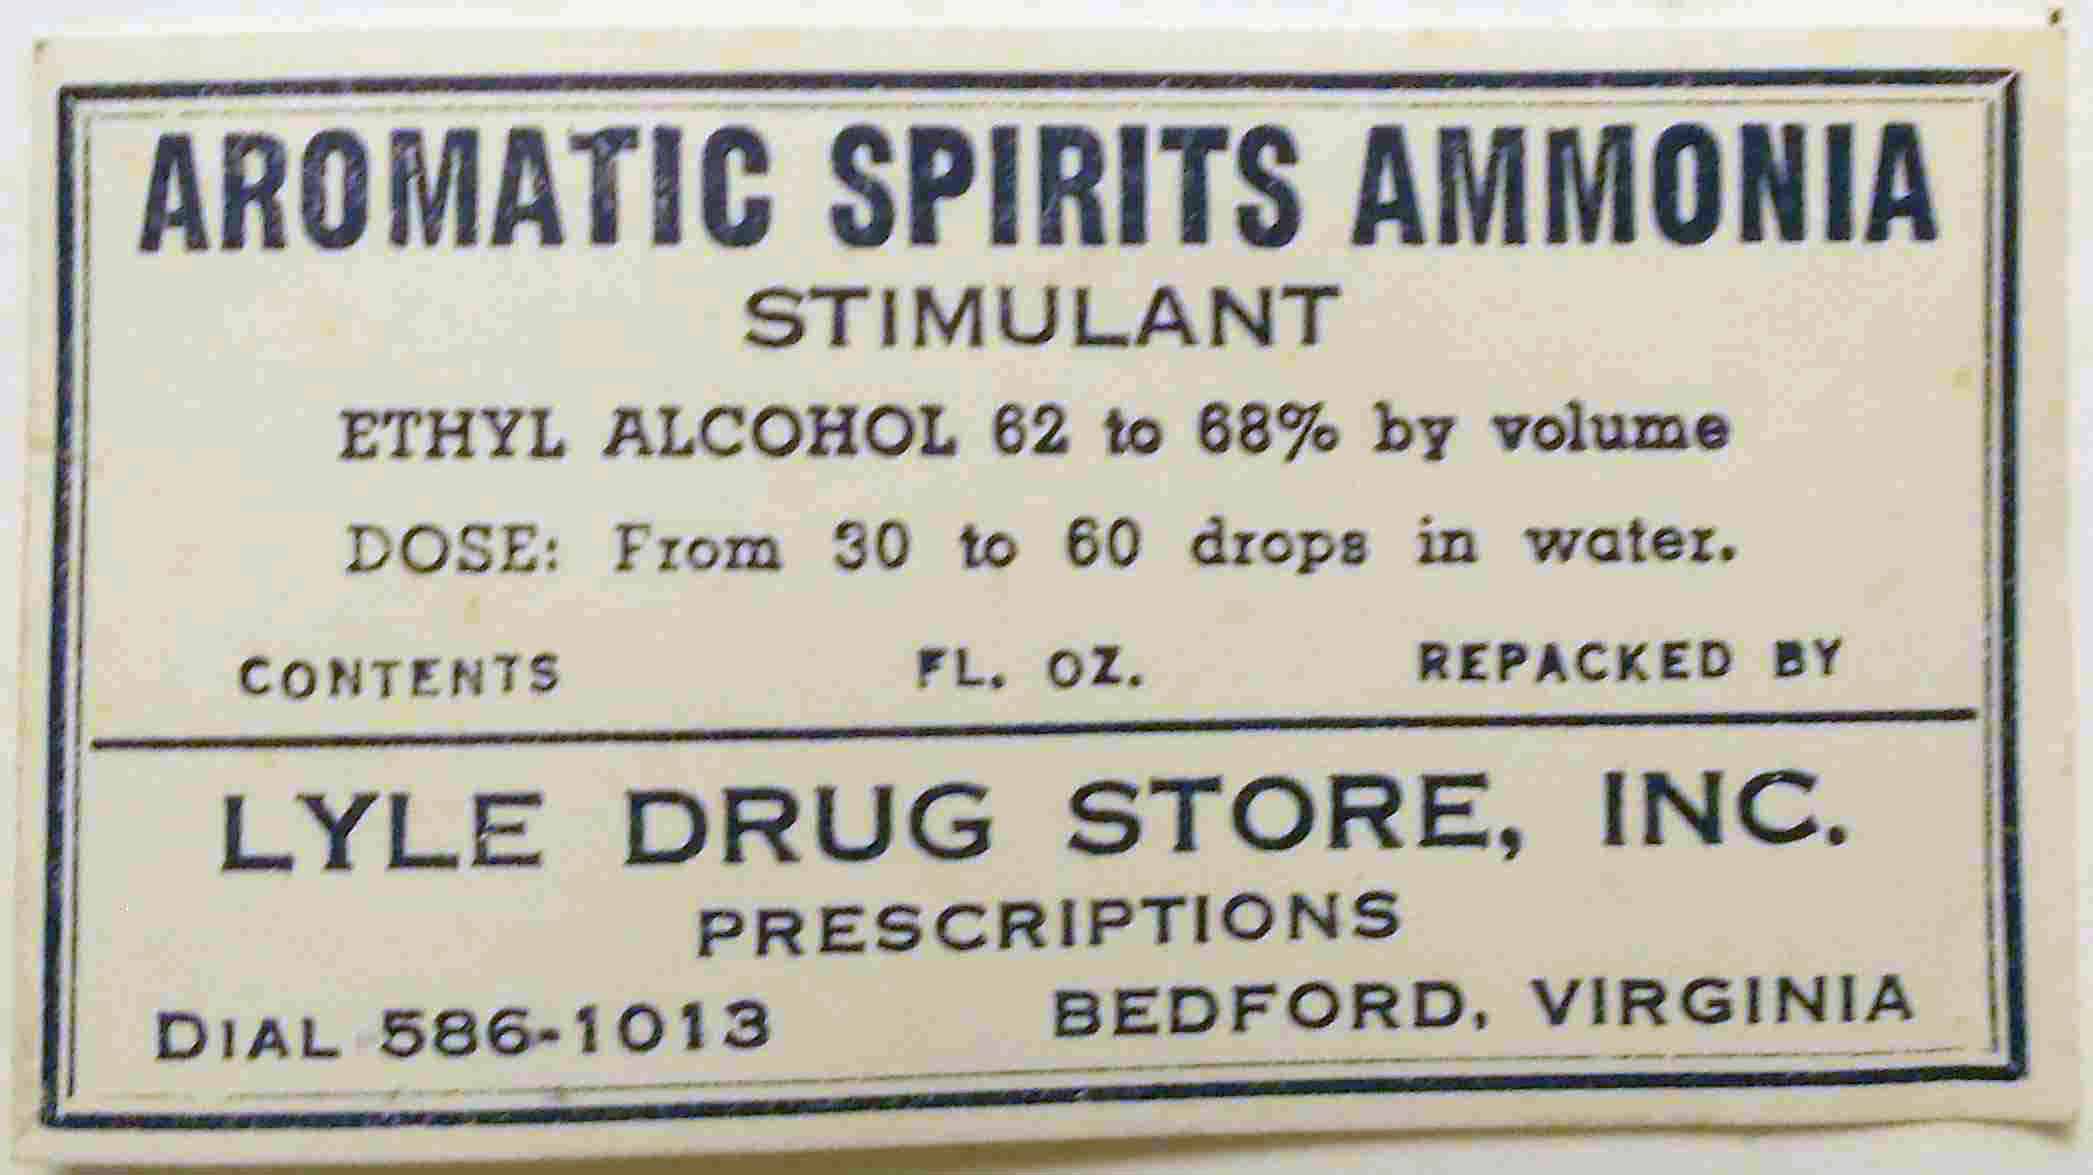 AROMATIC SPIRITS AMMONIA
STIMULANT
ETHYL ALCOHOL 62 to 68% by volume
DOSE: From 30 to 60 drops in water.
CONTENTS FL. OZ. REPACKED BY
LYLE DRUG STORE, INC.
PRESCRIPTIONS
DIAL 586-1013 BEDFORD, VIRGINIA